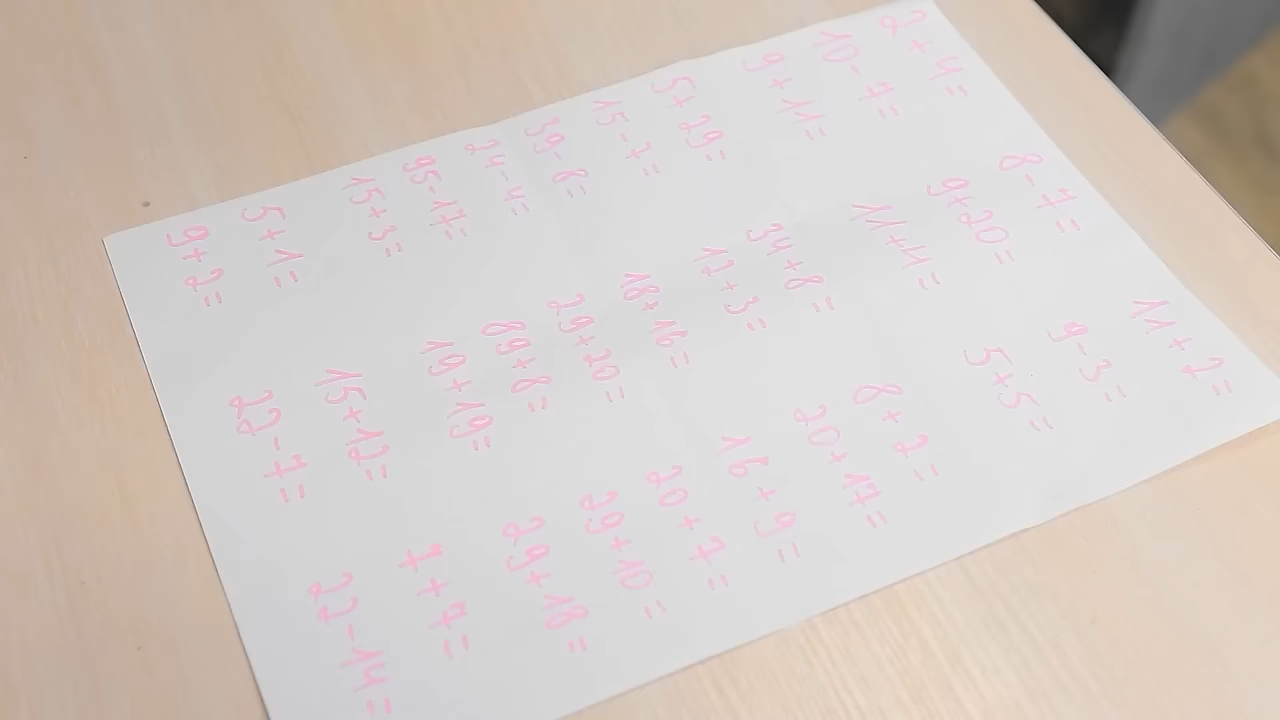 2 + 4 = 8 - 7 = 11 + 2 =
10 - 7 = 9 + 20 = 9 - 3 =
9 + 11 = 11 + 4 = 5 + 5 =
5 + 29 = 34 + 8 = 8 + 2 =
15 - 7 = 12 + 3 = 20 + 17 =
39 - 8 = 18 + 16 = 16 + 9 =
24 - 4 = 29 + 20 = 20 + 7 =
95 - 17 = 89 + 8 = 29 + 10 =
15 + 3 = 19 + 19 = 29 + 18 =
5 + 1 = 15 + 12 = 7 + 7 =
9 + 2 = 22 - 7 = 22 - 14 =